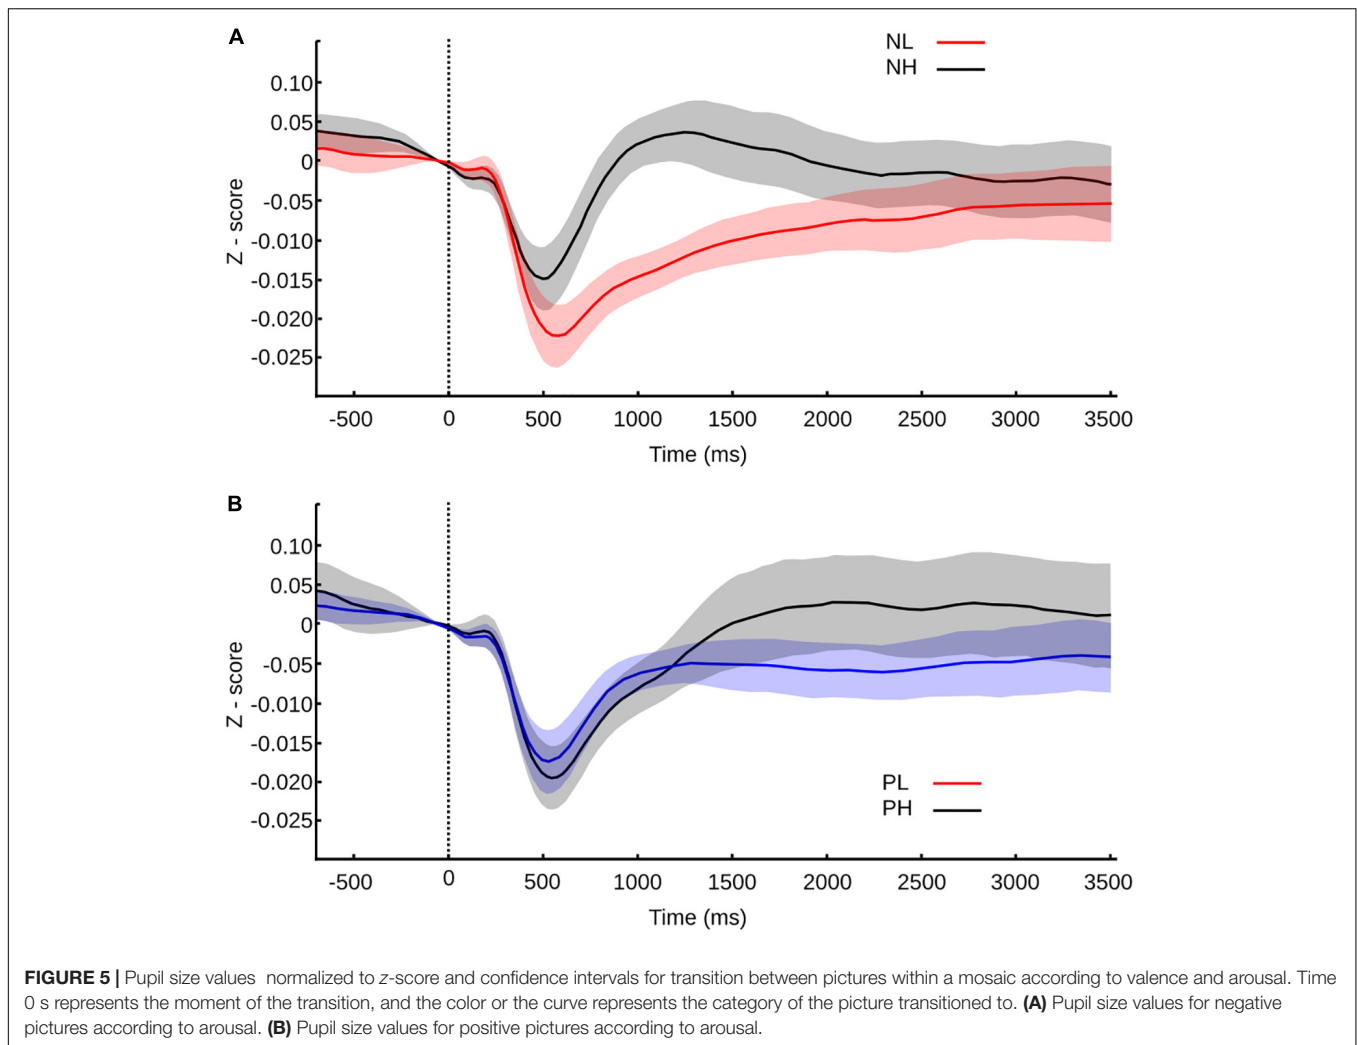 A
NL
NH
0.10
0.05
0
-0.05
-0.010
-0.015
-0.020
-0.025
Z - score
-500 0 500 1000 1500 2000 2500 3000 3500
Time (ms)
B
0.10
0.05
0
-0.05
-0.010
-0.015
-0.020
-0.025
Z - score
PL
PH
-500 0 500 1000 1500 2000 2500 3000 3500
Time (ms)
FIGURE 5 | Pupil size values normalized to z-score and confidence intervals for transition between pictures within a mosaic according to valence and arousal. Time
0 s represents the moment of the transition, and the color or the curve represents the category of the picture transitioned to. (A) Pupil size values for negative
pictures according to arousal. (B) Pupil size values for positive pictures according to arousal.